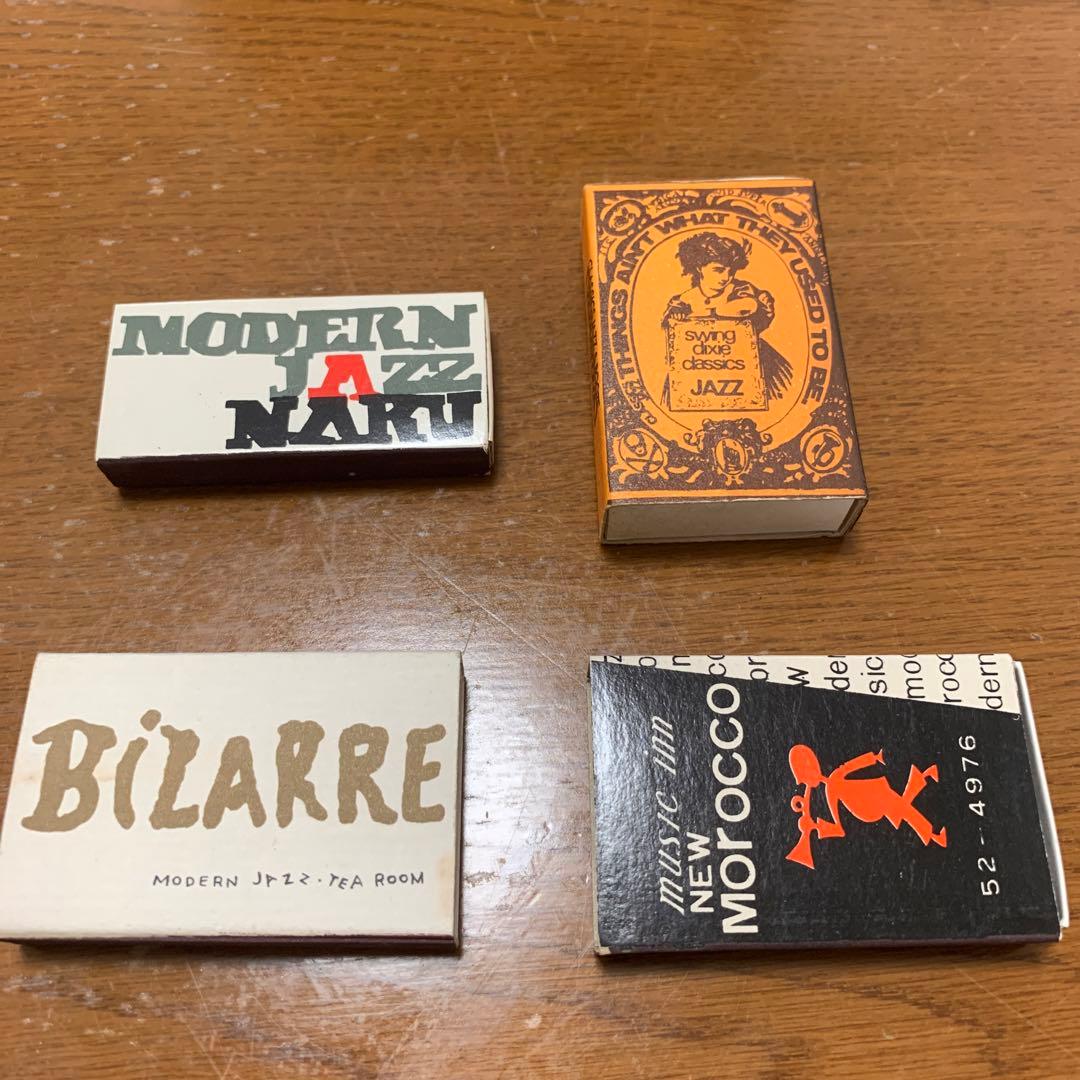 MODERN
JAZZ
NARU
THINGS AIN'T WHAT THEY USED TO BE
swing
dixie
classics
JAZZ
BiZARRE
MODERN JAZZ・TEA ROOM
music inn
NEW
MOrOCCO
52-4976